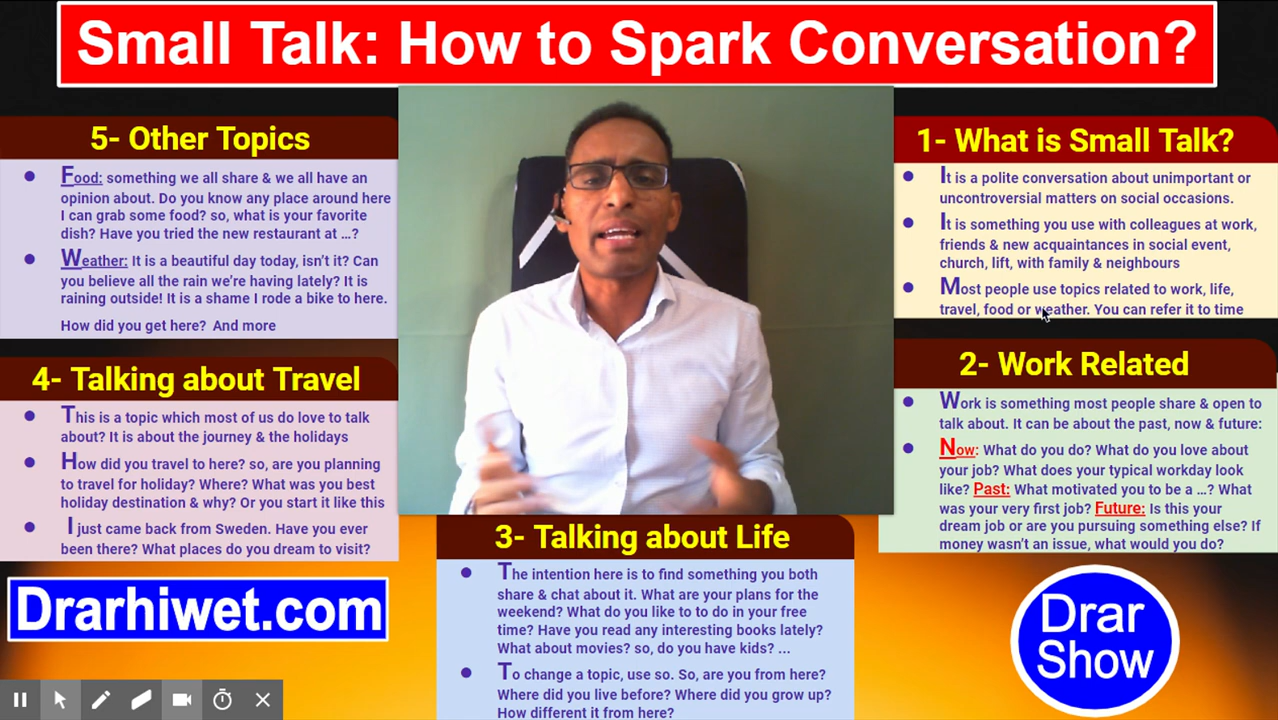 Small Talk: How to Spark Conversation?
1- What is Small Talk?
It is a polite conversation about unimportant or
uncontroversial matters on social occasions.
It is something you use with colleagues at work,
friends & new acquaintances in social event,
church, lift, with family & neighbours
Most people use topics related to work, life,
travel, food or weather. You can refer it to time
2- Work Related
Work is something most people share & open to
talk about. It can be about the past, now & future:
Now: What do you do? What do you love about
your job? What does your typical workday look
like? Past: What motivated you to be a ...? What
was your very first job? Future: Is this your
dream job or are you pursuing something else? If
money wasn't an issue, what would you do?
3- Talking about Life
The intention here is to find something you both
share & chat about it. What are your plans for the
weekend? What do you like to to do in your free
time? Have you read any interesting books lately?
What about movies? so, do you have kids? ...
To change a topic, use so. So, are you from here?
Where did you live before? Where did you grow up?
How different it from here?
4- Talking about Travel
This is a topic which most of us do love to talk
about? It is about the journey & the holidays
How did you travel to here? so, are you planning
to travel for holiday? Where? What was you best
holiday destination & why? Or you start it like this
I just came back from Sweden. Have you ever
been there? What places do you dream to visit?
5- Other Topics
Food: something we all share & we all have an
opinion about. Do you know any place around here
I can grab some food? so, what is your favorite
dish? Have you tried the new restaurant at ...?
Weather: It is a beautiful day today, isn't it? Can
you believe all the rain we're having lately? It is
raining outside! It is a shame I rode a bike to here.
How did you get here? And more
Drarhiwet.com
Drar
Show